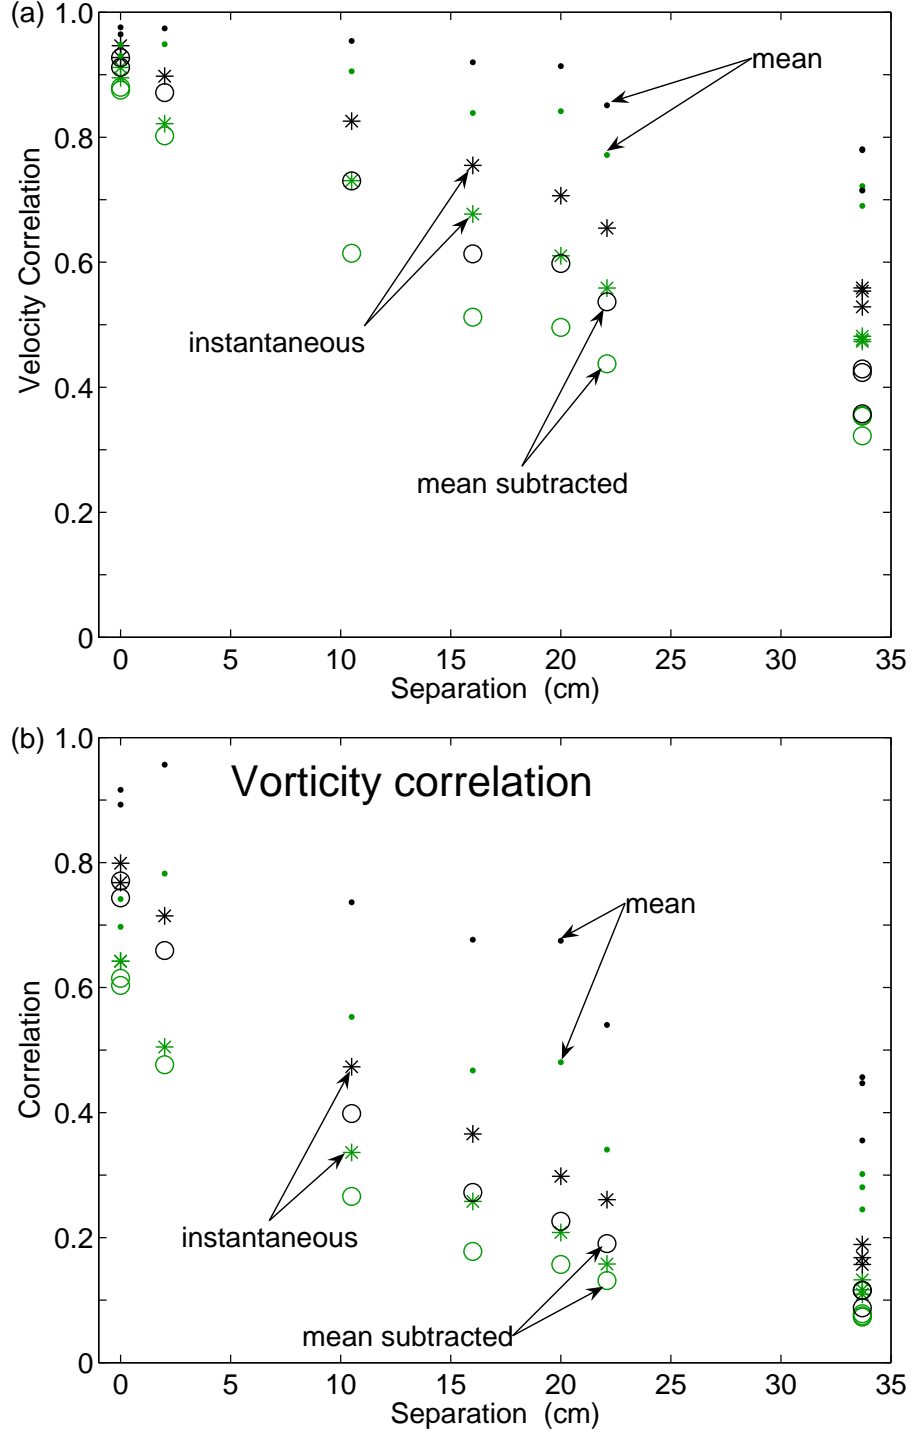 (a)
1.0
mean
0.8
Velocity Correlation
0.6
instantaneous
0.4
mean subtracted
0.2
0
0 5 10 15 20 25 30 35
Separation (cm)
(b)
1.0
Vorticity correlation
0.8
mean
0.6
Correlation
0.4
instantaneous
0.2
mean subtracted
0
0 5 10 15 20 25 30 35
Separation (cm)